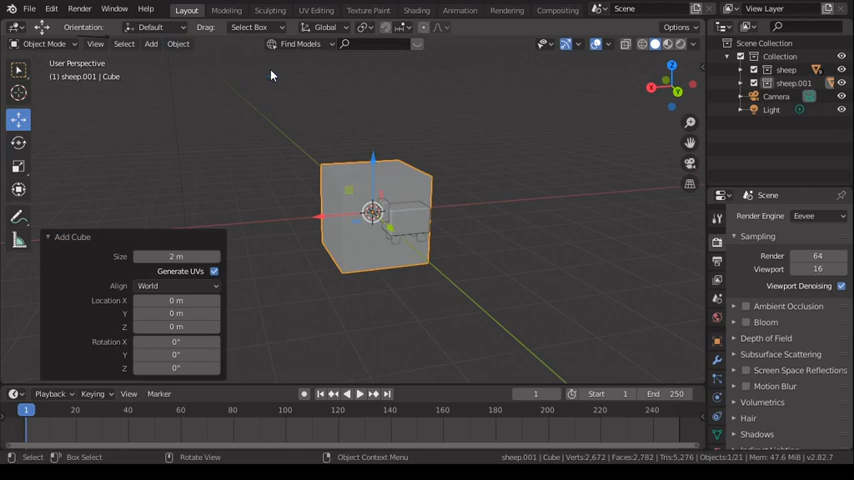 File Edit Render Window Help Layout Modeling Sculpting UV Editing Texture Paint Shading Animation Rendering Compositing Scene View Layer
Orientation: Default Drag: Select Box Global Options
Object Mode View Select Add Object Find Models
Scene Collection
Collection
sheep
sheep.001
Camera
Light
User Perspective
(1) sheep.001 | Cube
Z
X
Y
Add Cube
Size 2 m
Generate UVs
Align World
Location X 0 m
Y 0 m
Z 0 m
Rotation X 0°
Y 0°
Z 0°
Scene
Render Engine Eevee
Sampling
Render 64
Viewport 16
Viewport Denoising
Ambient Occlusion
Bloom
Depth of Field
Subsurface Scattering
Screen Space Reflections
Motion Blur
Volumetrics
Hair
Shadows
Playback Keying View Marker 1 Start 1 End 250
1 20 40 60 80 100 120 140 160 180 200 220 240
Select Box Select Rotate View Object Context Menu sheep.001 | Cube | Verts:2,672 | Faces:2,782 | Tris:5,276 | Objects:1/21 | Mem: 47.6 MiB | v2.82.7